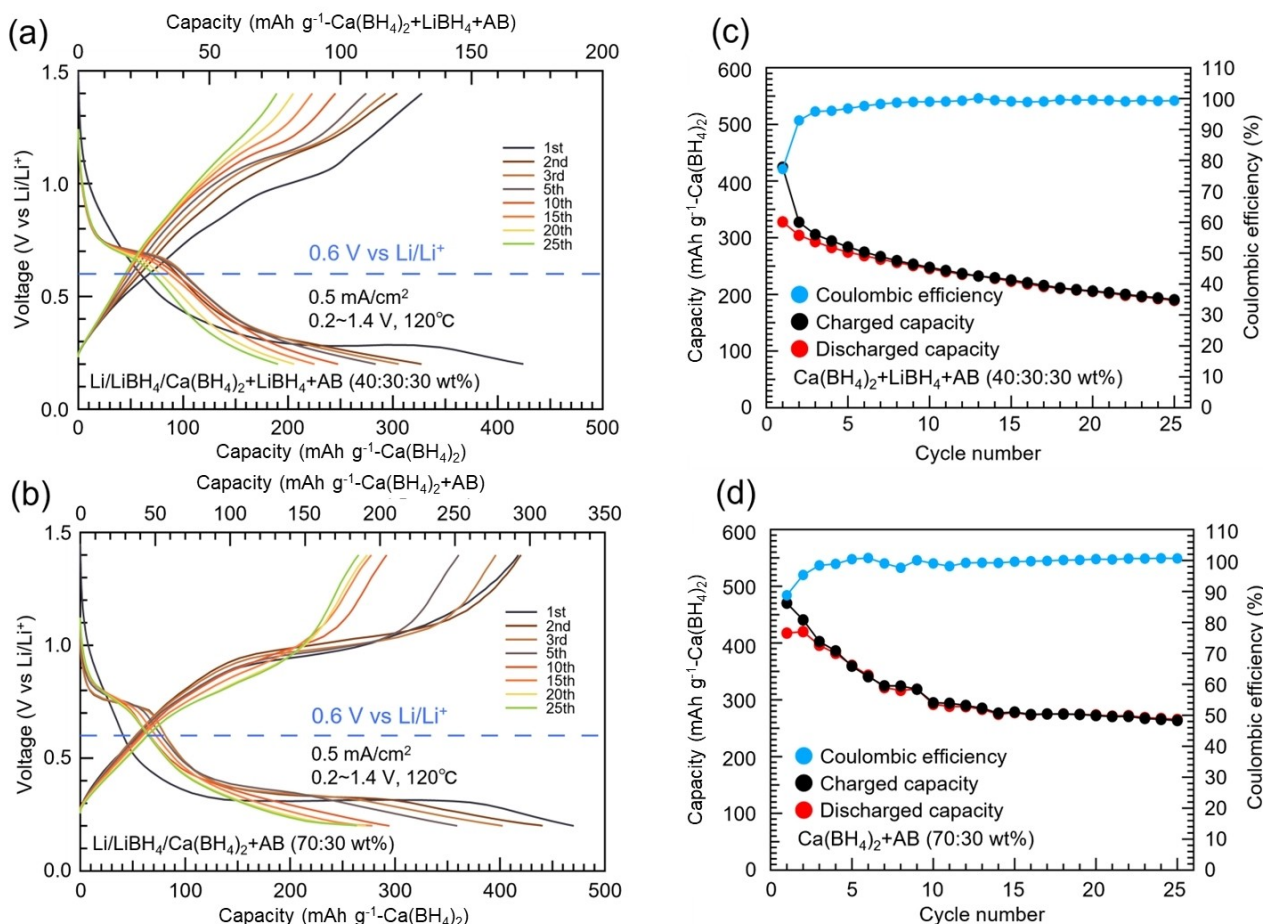 (a)
Capacity (mAh g⁻¹-Ca(BH₄)₂+LiBH₄+AB)
0 50 100 150 200
1.5
1.0
0.5
0.0
Voltage (V vs Li/Li⁺)
1st
2nd
3rd
5th
10th
15th
20th
25th
0.6 V vs Li/Li⁺
0.5 mA/cm²
0.2~1.4 V, 120℃
Li/LiBH₄/Ca(BH₄)₂+LiBH₄+AB (40:30:30 wt%)
0 100 200 300 400 500
Capacity (mAh g⁻¹-Ca(BH₄)₂)
(b)
Capacity (mAh g⁻¹-Ca(BH₄)₂+AB)
0 50 100 150 200 250 300 350
1.5
1.0
0.5
0.0
Voltage (V vs Li/Li⁺)
1st
2nd
3rd
5th
10th
15th
20th
25th
0.6 V vs Li/Li⁺
0.5 mA/cm²
0.2~1.4 V, 120℃
Li/LiBH₄/Ca(BH₄)₂+AB (70:30 wt%)
0 100 200 300 400 500
Capacity (mAh g⁻¹-Ca(BH₄)₂)
(c)
600
500
400
300
200
100
0
Capacity (mAh g⁻¹-Ca(BH₄)₂)
110
100
90
80
70
60
50
40
30
20
10
0
Coulombic efficiency (%)
Coulombic efficiency
Charged capacity
Discharged capacity
Ca(BH₄)₂+LiBH₄+AB (40:30:30 wt%)
0 5 10 15 20 25
Cycle number
(d)
600
500
400
300
200
100
0
Capacity (mAh g⁻¹-Ca(BH₄)₂)
110
100
90
80
70
60
50
40
30
20
10
0
Coulombic efficiency (%)
Coulombic efficiency
Charged capacity
Discharged capacity
Ca(BH₄)₂+AB (70:30 wt%)
0 5 10 15 20 25
Cycle number